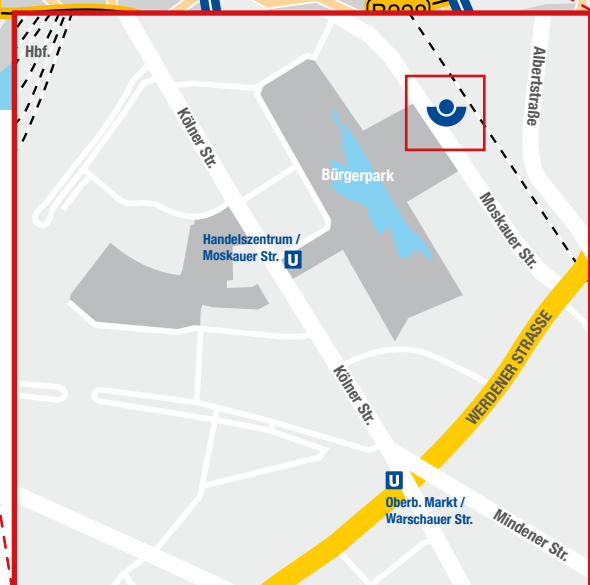 Hbf.
Albertstraße
Kölner Str.
Bürgerpark
Moskauer Str.
Handelszentrum /
Moskauer Str. U
WERDENER STRASSE
Kölner Str.
U
Oberb. Markt /
Warschauer Str.
Mindener Str.